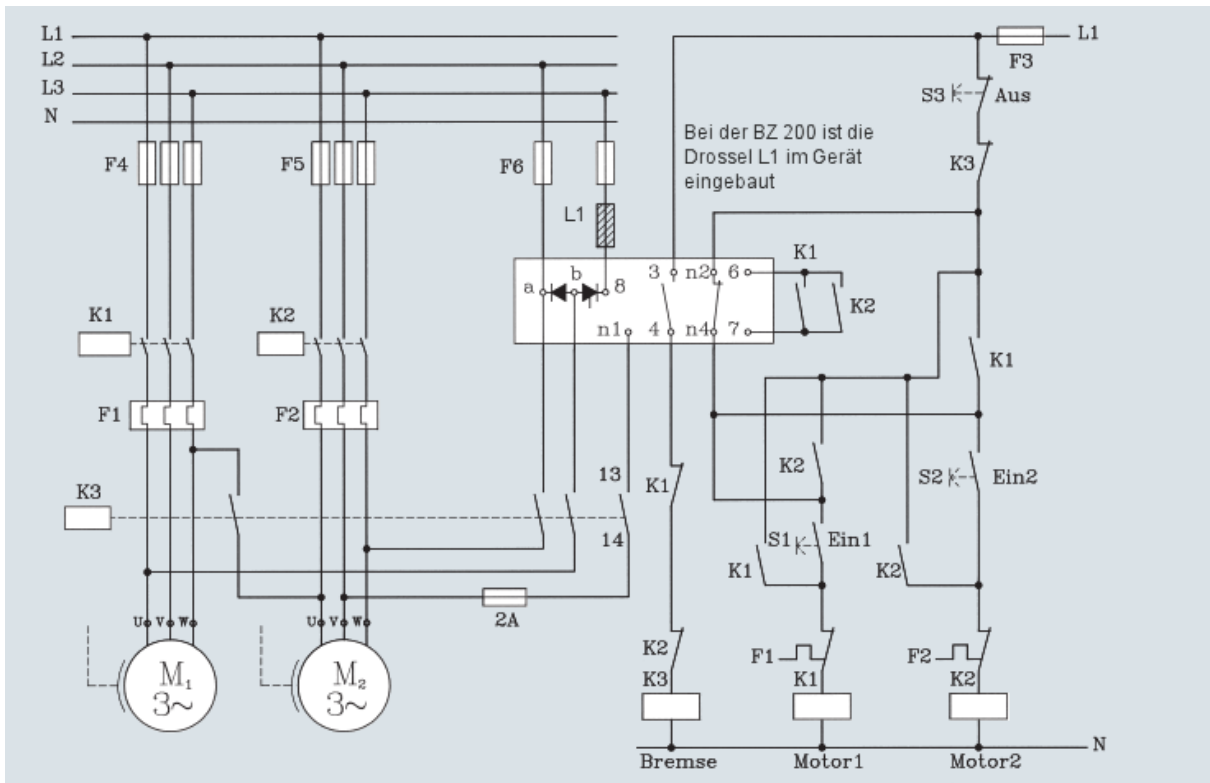 L1
L2
L3
N
L1
F3
S3
Aus
Bei der BZ 200 ist die
Drossel L1 im Gerät
eingebaut
F4
F5
F6
K3
L1
K1
a
b
8
3
n2
6
K2
n1
4
n4
7
K1
K2
K1
F1
F2
K2
S2
Ein2
13
K1
K3
14
S1
Ein1
K1
K2
2A
U
V
W
U
V
W
M1
3~
M2
3~
K2
F1
F2
K3
K1
K2
N
Bremse
Motor1
Motor2